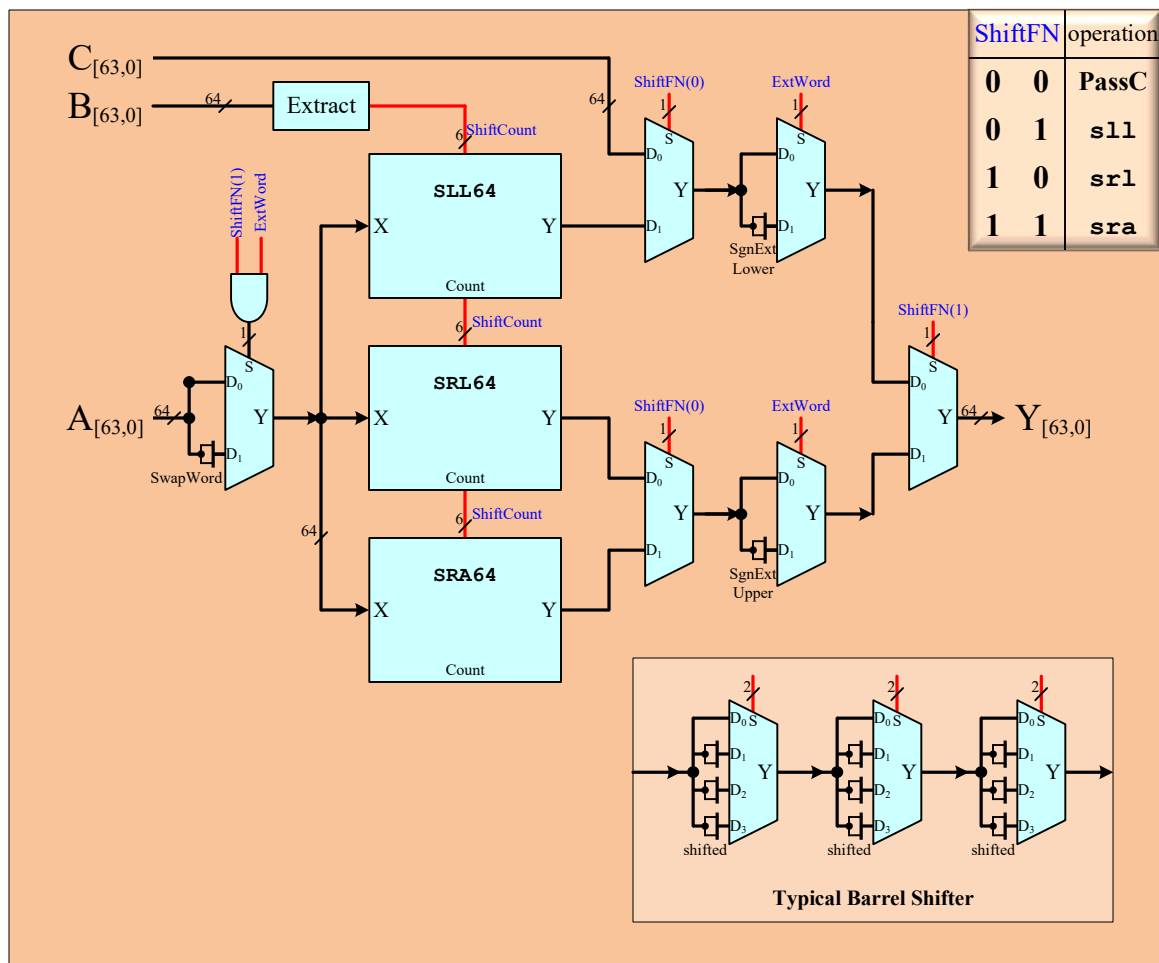 ShiftFN operation
0 0 PassC
0 1 sll
1 0 srl
1 1 sra
C[63,0]
B[63,0]
64
Extract
6
ShiftCount
64
ShiftFN(0)
1
S
D0
D1
Y
ExtWord
1
S
D0
D1
Y
SgnExt
Lower
SLL64
X
Y
Count
ShiftFN(1)
ExtWord
1
S
A[63,0]
64
D0
D1
Y
SwapWord
6
ShiftCount
SRL64
X
Y
64
6
ShiftCount
SRA64
X
Y
Count
ShiftFN(0)
1
S
D0
D1
Y
ExtWord
1
S
D0
D1
Y
SgnExt
Upper
ShiftFN(1)
1
S
D0
D1
Y
64
Y[63,0]
2
S
D0
D1
D2
D3
Y
shifted
2
S
D0
D1
D2
D3
Y
shifted
2
S
D0
D1
D2
D3
Y
shifted
Typical Barrel Shifter